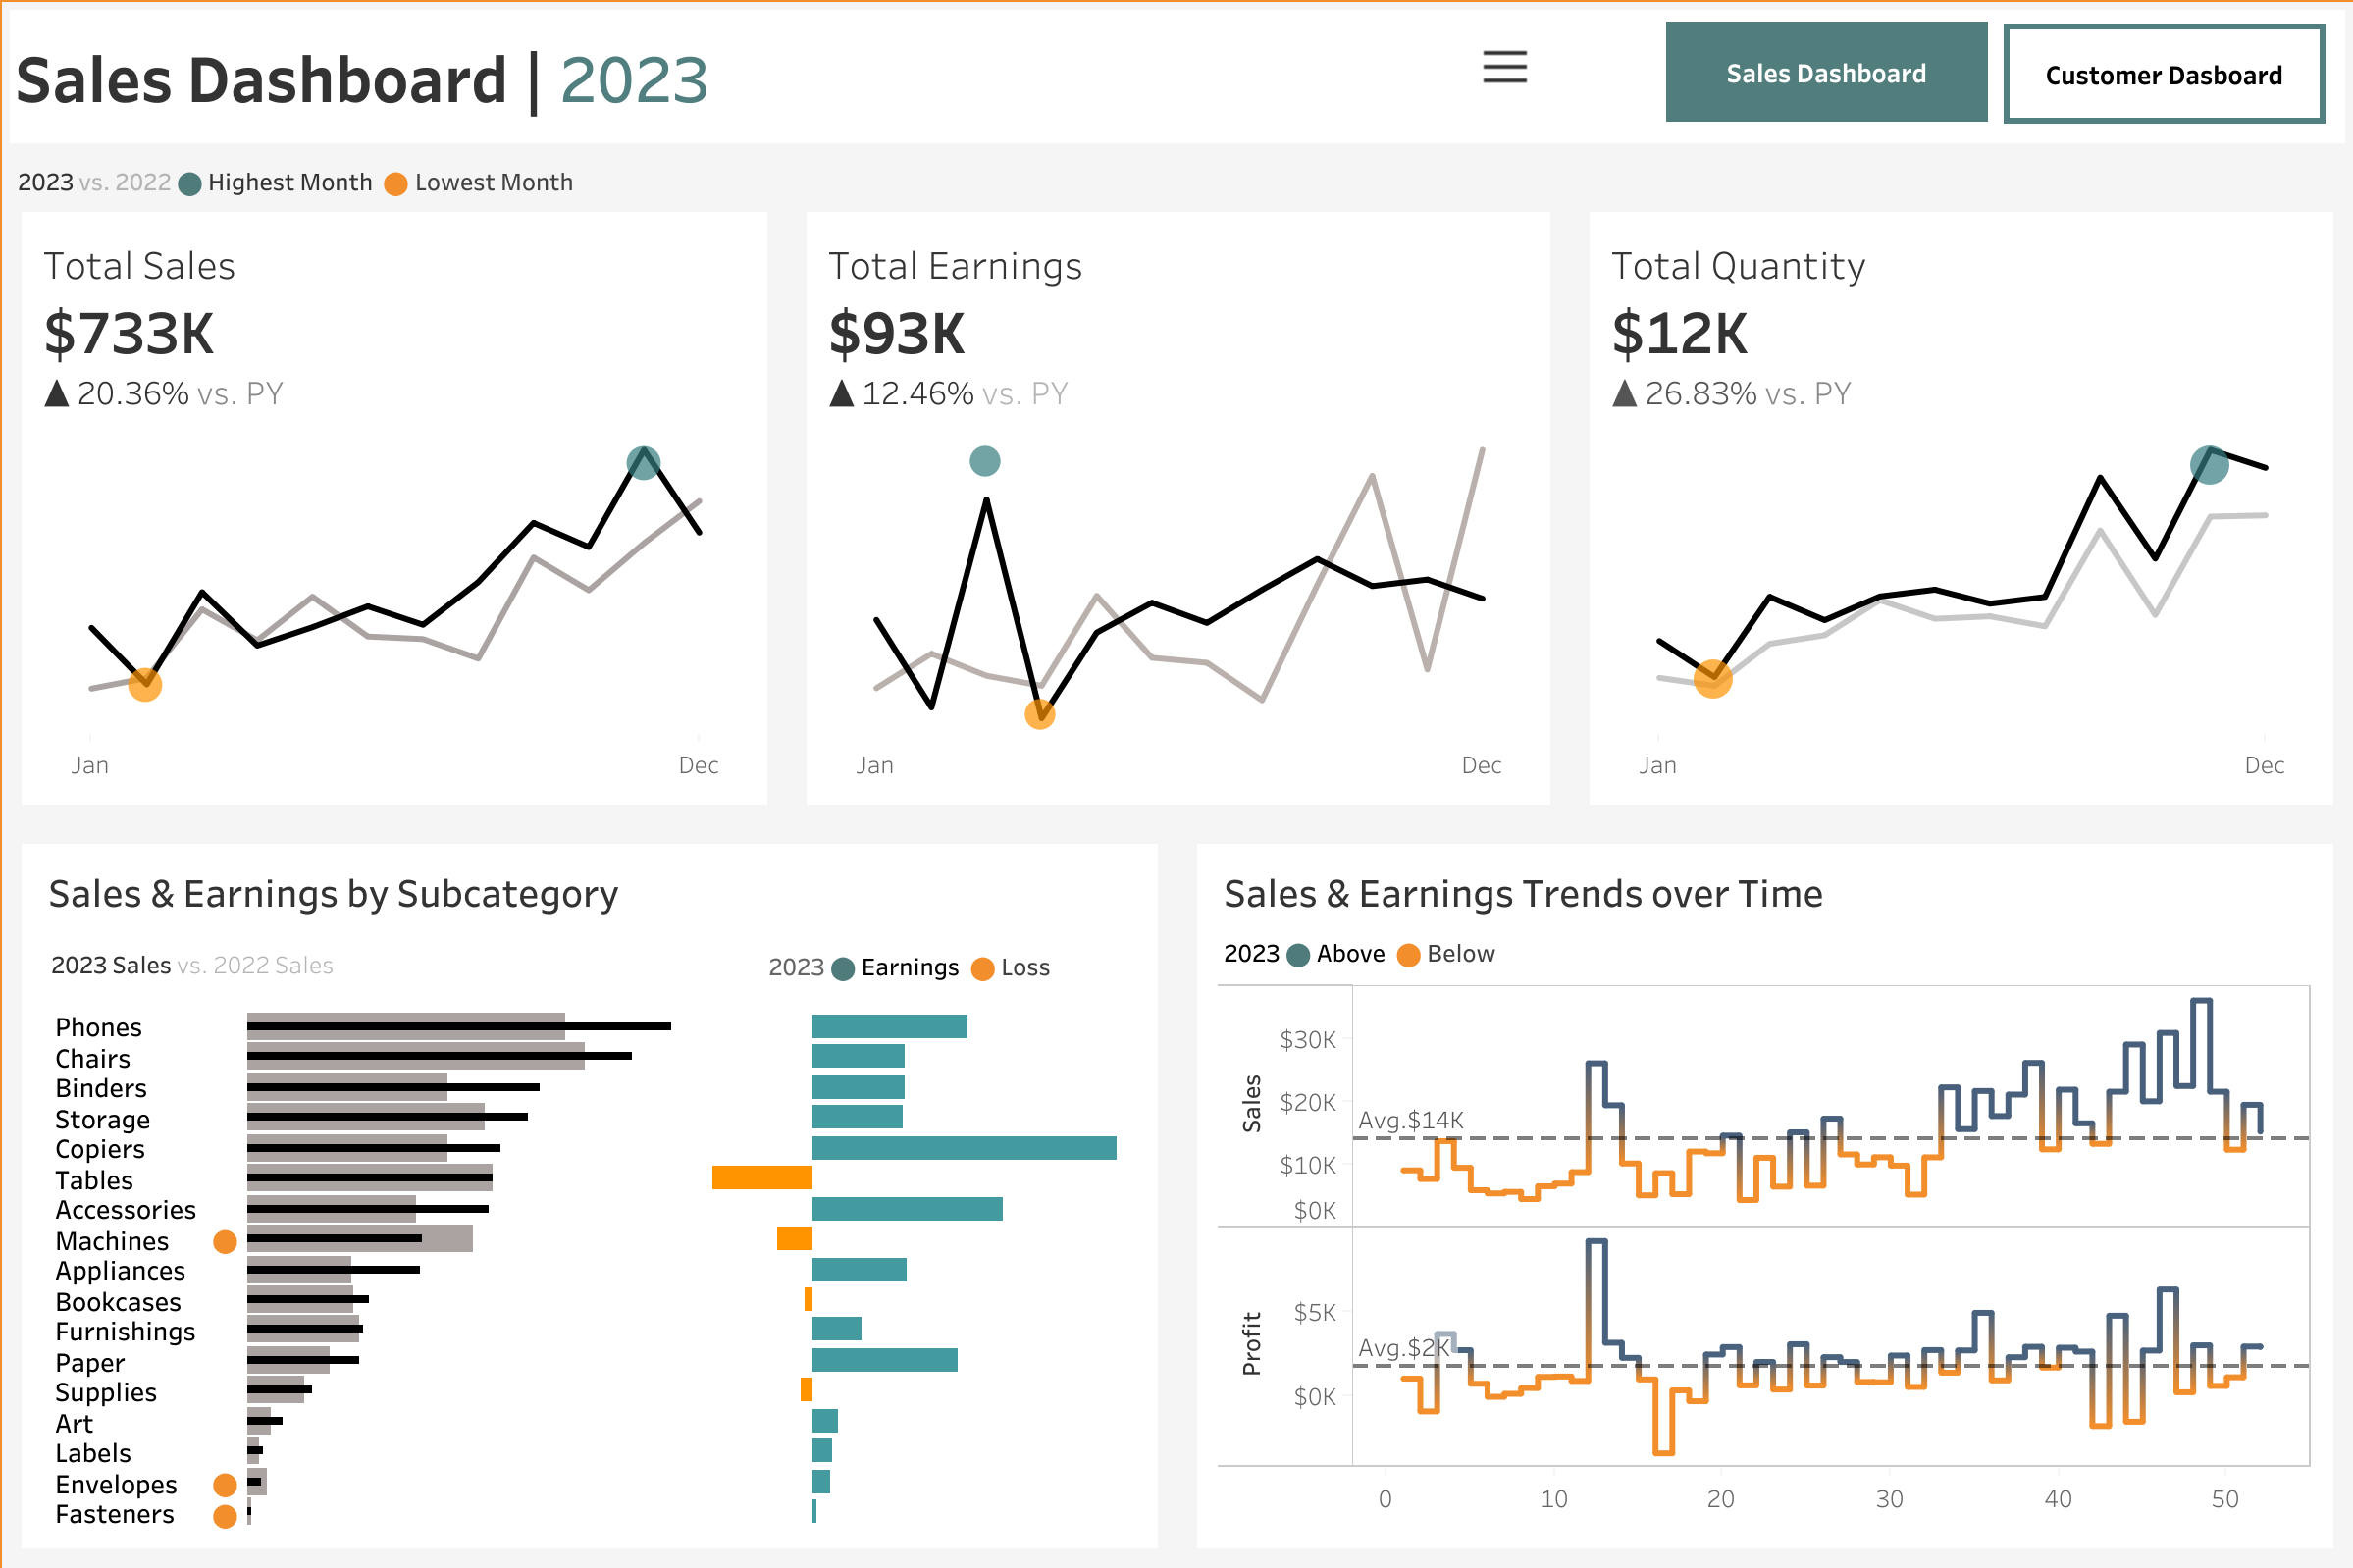 Sales Dashboard | 2023
Sales Dashboard
Customer Dasboard
2023 vs. 2022 Highest Month Lowest Month
Total Sales
$733K
▲ 20.36% vs. PY
Jan Dec
Total Earnings
$93K
▲ 12.46% vs. PY
Jan Dec
Total Quantity
$12K
▲ 26.83% vs. PY
Jan Dec
Sales & Earnings by Subcategory
2023 Sales vs. 2022 Sales
2023 Earnings Loss
Phones
Chairs
Binders
Storage
Copiers
Tables
Accessories
Machines
Appliances
Bookcases
Furnishings
Paper
Supplies
Art
Labels
Envelopes
Fasteners
Sales & Earnings Trends over Time
2023 Above Below
Sales
$30K
$20K
Avg.$14K
$10K
$0K
Profit
$5K
Avg.$2K
$0K
0 10 20 30 40 50